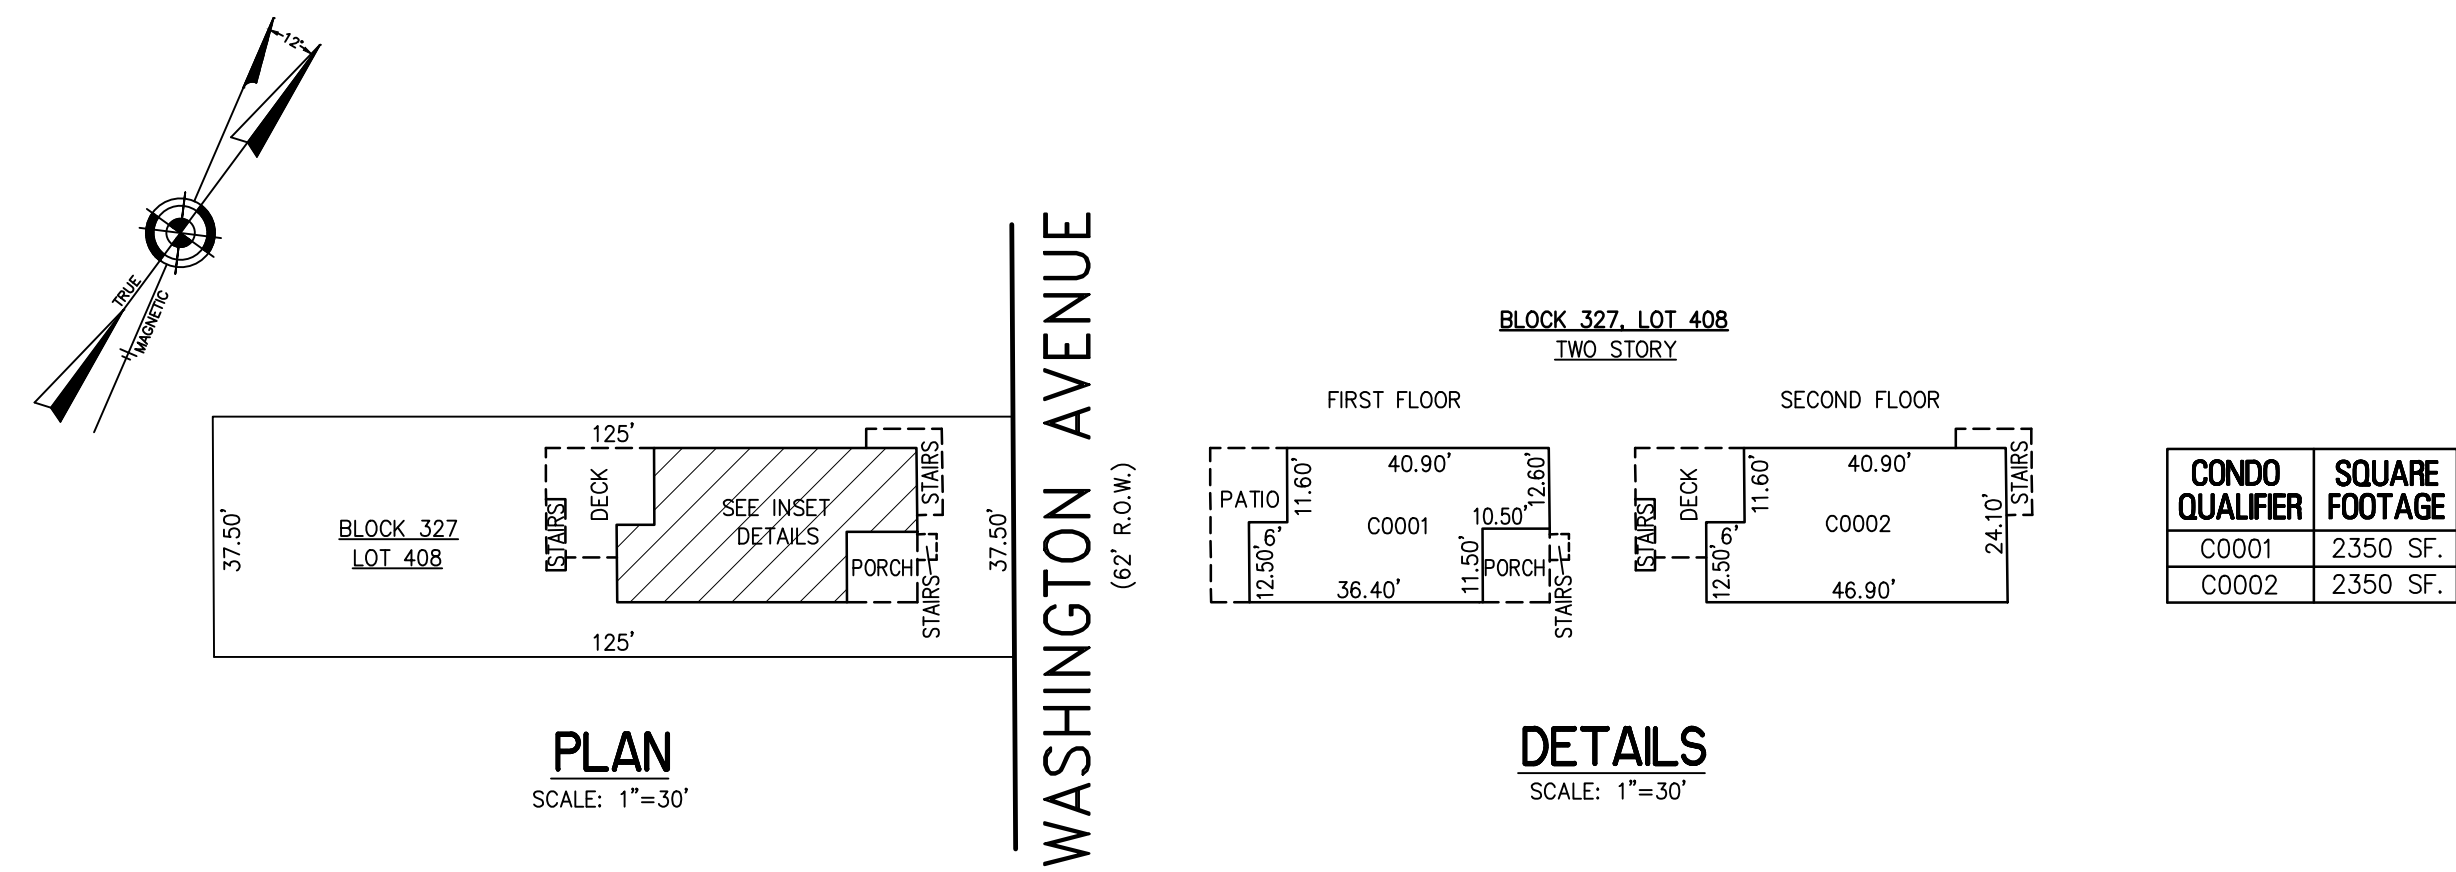 12°
TRUE
MAGNETIC
125'
37.50'
BLOCK 327
LOT 408
STAIRS
DECK
SEE INSET
DETAILS
STAIRS
PORCH
STAIRS
37.50'
125'
PLAN
SCALE: 1"=30'
WASHINGTON AVENUE
(62' R.O.W.)
BLOCK 327, LOT 408
TWO STORY
FIRST FLOOR
PATIO
11.60'
40.90'
12.60'
C0001
10.50'
6'
12.50'
11.50'
PORCH
36.40'
STAIRS
SECOND FLOOR
STAIRS
DECK
11.60'
40.90'
STAIRS
C0002
24.10'
6'
12.50'
46.90'
DETAILS
SCALE: 1"=30'
CONDO QUALIFIER SQUARE FOOTAGE
C0001 2350 SF.
C0002 2350 SF.